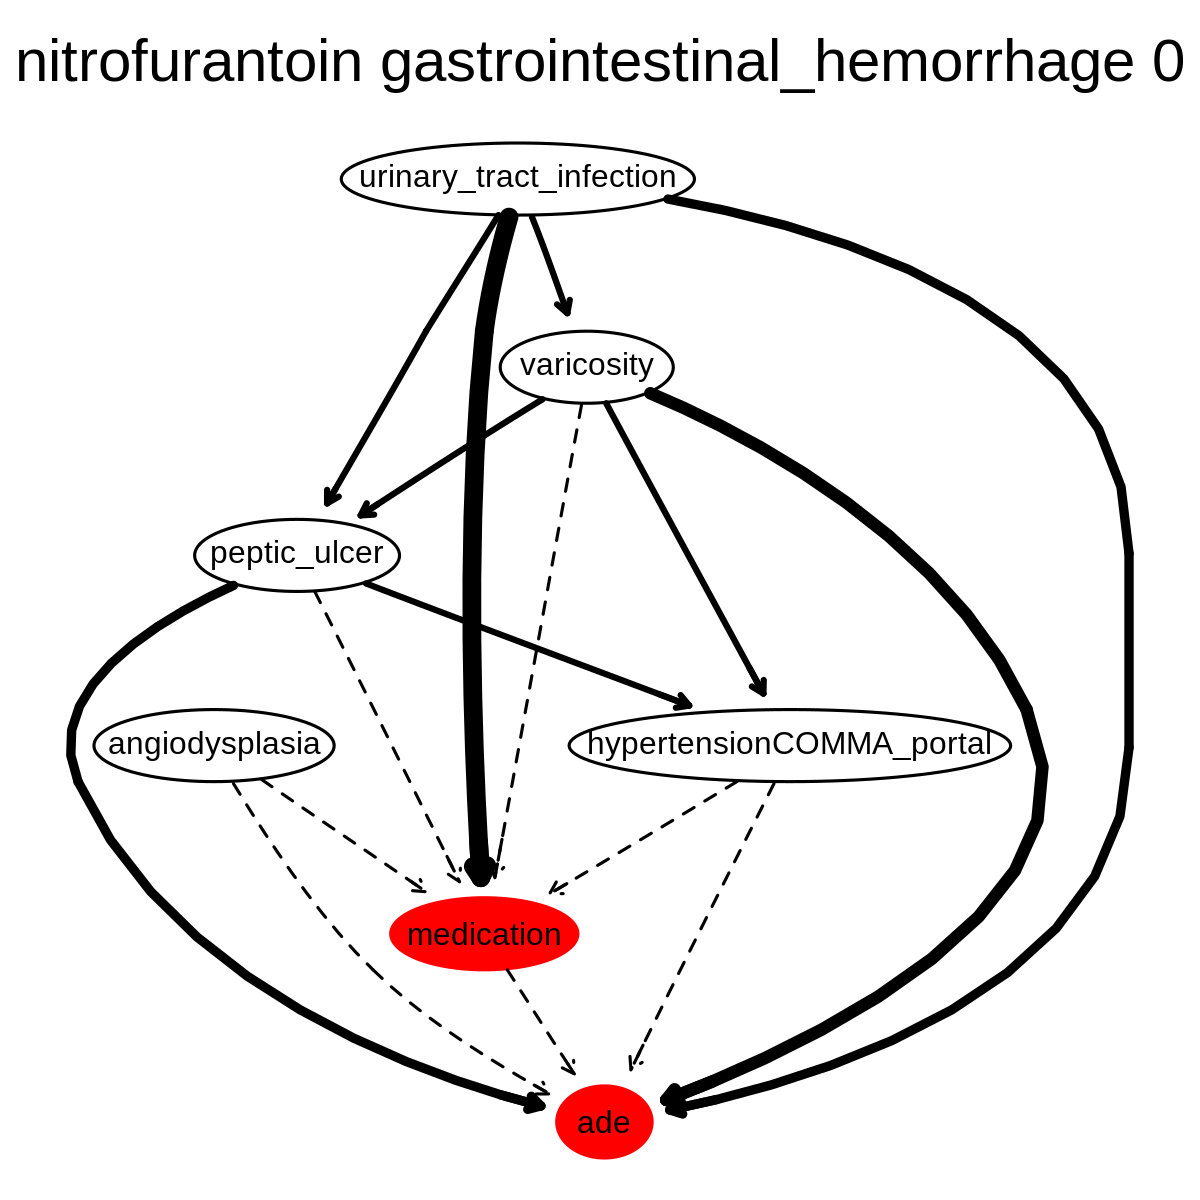 nitrofurantoin gastrointestinal_hemorrhage 0
urinary_tract_infection
varicosity
peptic_ulcer
angiodysplasia
hypertensionCOMMA_portal
medication
ade